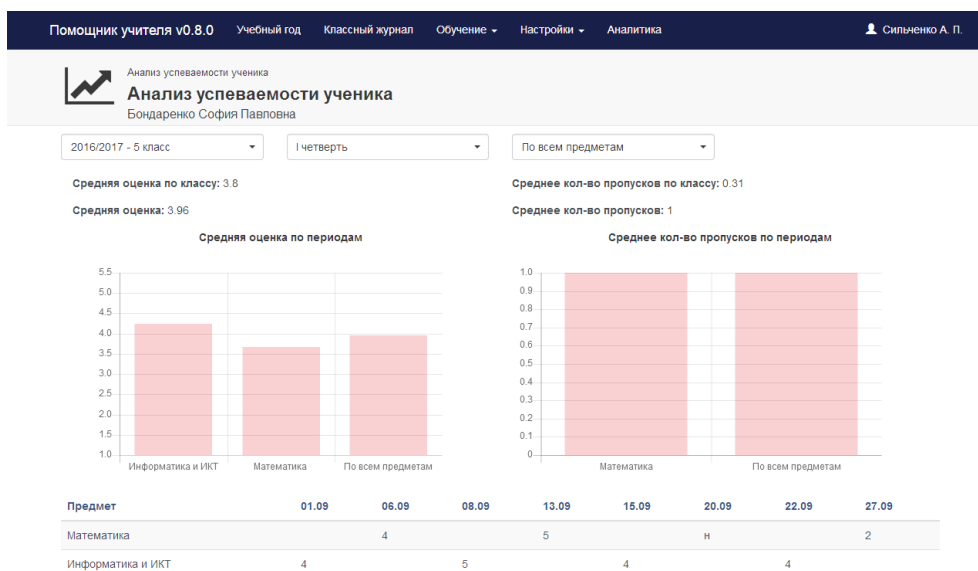 Помощник учителя v0.8.0 Учебный год Классный журнал Обучение Настройки Аналитика Сильченко А. П.
Анализ успеваемости ученика
Анализ успеваемости ученика
Бондаренко София Павловна
2016/2017 - 5 класс I четверть По всем предметам
Средняя оценка по классу: 3.8 Среднее кол-во пропусков по классу: 0.31
Средняя оценка: 3.96 Среднее кол-во пропусков: 1
Средняя оценка по периодам Среднее кол-во пропусков по периодам
5.5
5.0
4.5
4.0
3.5
3.0
2.5
2.0
1.5
1.0
Информатика и ИКТ Математика По всем предметам
1.0
0.9
0.8
0.7
0.6
0.5
0.4
0.3
0.2
0.1
0
Математика По всем предметам
Предмет 01.09 06.09 08.09 13.09 15.09 20.09 22.09 27.09
Математика 4 5 н 2
Информатика и ИКТ 4 5 4 4